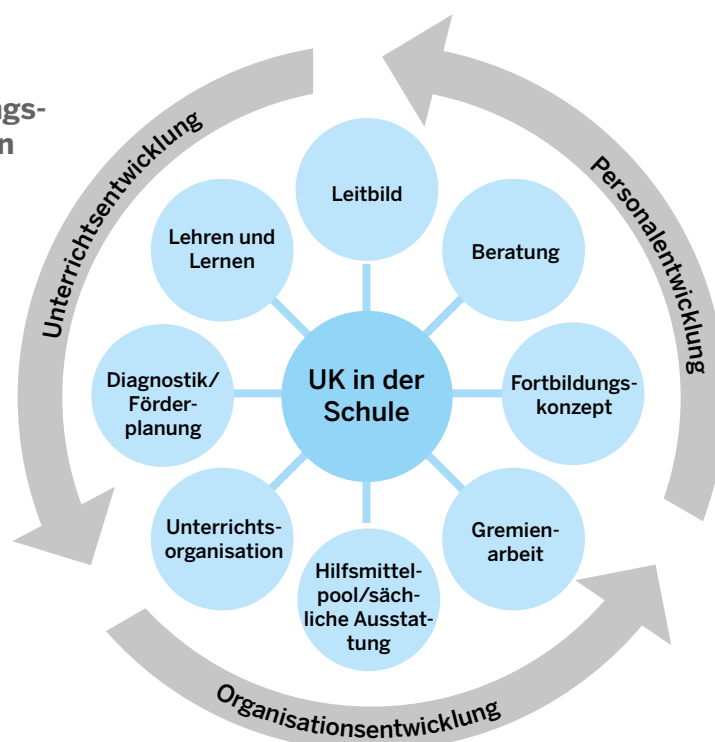 ngs-
n
Unterrichtsentwicklung
Personalentwicklung
Leitbild
Lehren und
Lernen
Beratung
Diagnostik/
Förder-
planung
UK in der
Schule
Fortbildungs-
konzept
Unterrichts-
organisation
Gremien-
arbeit
Hilfsmittel-
pool/säch-
liche Ausstat-
tung
Organisationsentwicklung